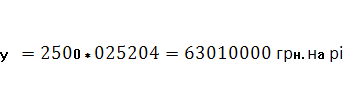 у = 2500 * 025204 = 63010000 грн. на рі